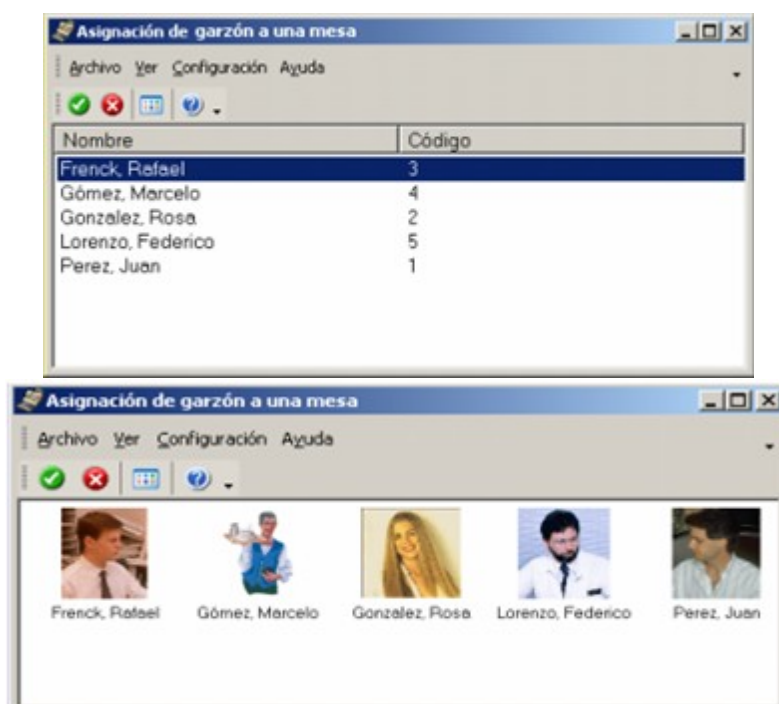 Asignación de garzón a una mesa
Archivo Ver Configuración Ayuda
Nombre Código
Frenck, Rafael 3
Gómez, Marcelo 4
Gonzalez, Rosa 2
Lorenzo, Federico 5
Perez, Juan 1
Asignación de garzón a una mesa
Archivo Ver Configuración Ayuda
Frenck, Rafael Gómez, Marcelo Gonzalez, Rosa Lorenzo, Federico Perez, Juan